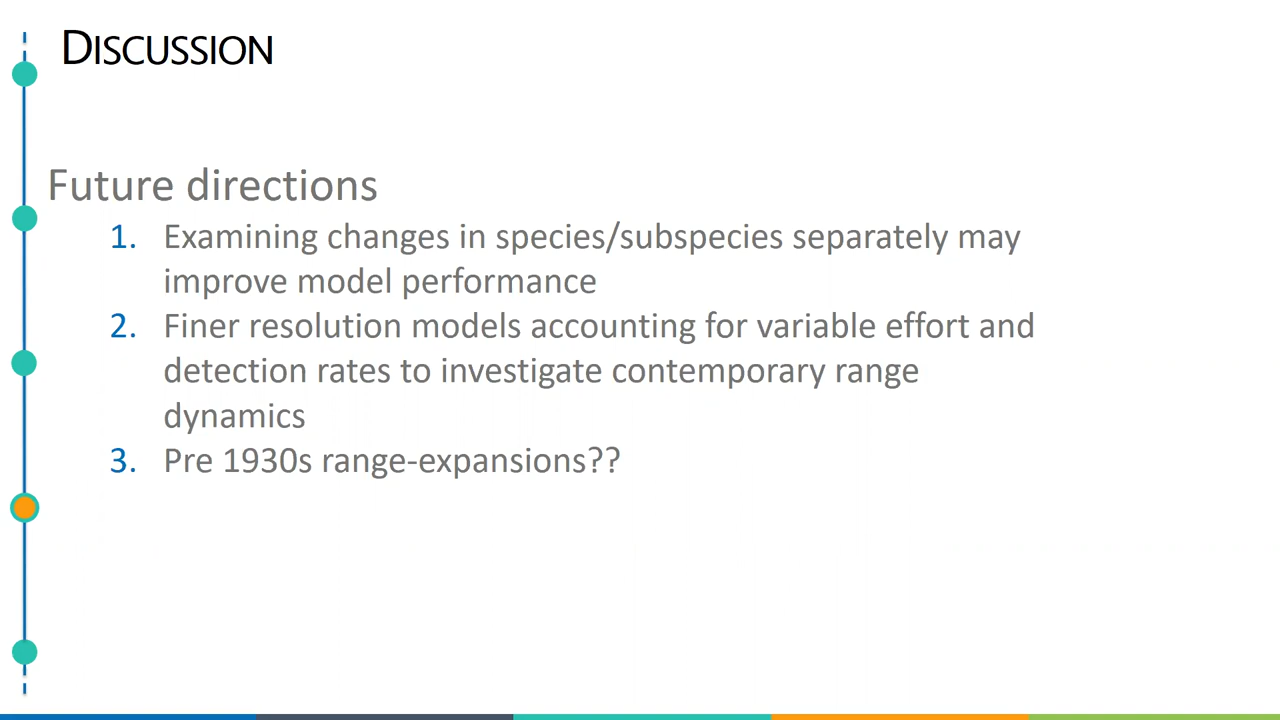 DISCUSSION
Future directions
1. Examining changes in species/subspecies separately may
improve model performance
2. Finer resolution models accounting for variable effort and
detection rates to investigate contemporary range
dynamics
3. Pre 1930s range-expansions??